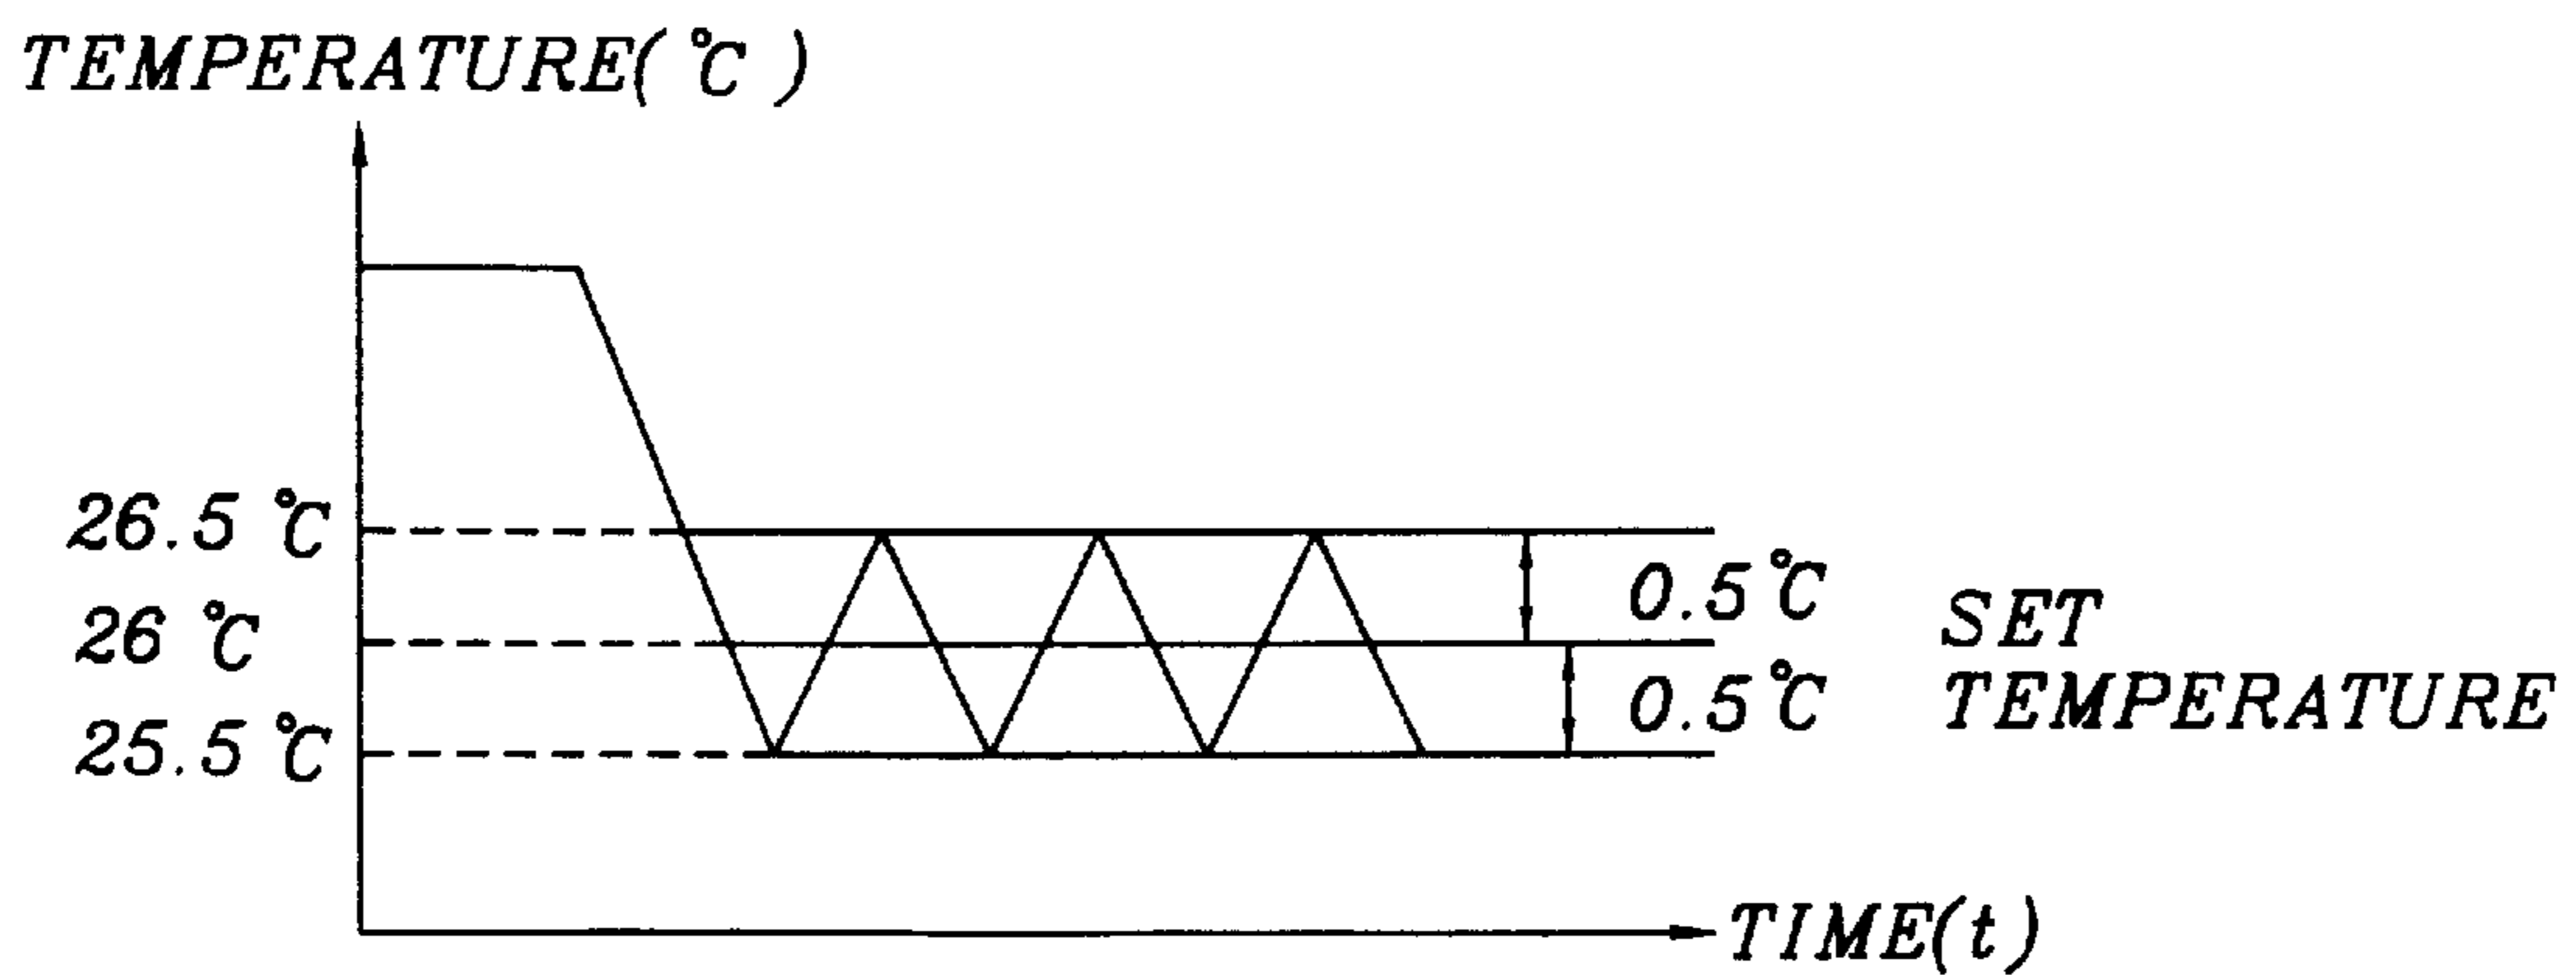 TEMPERATURE(℃)
26.5℃
0.5℃
26℃
SET
TEMPERATURE
0.5℃
25.5℃
TIME(t)